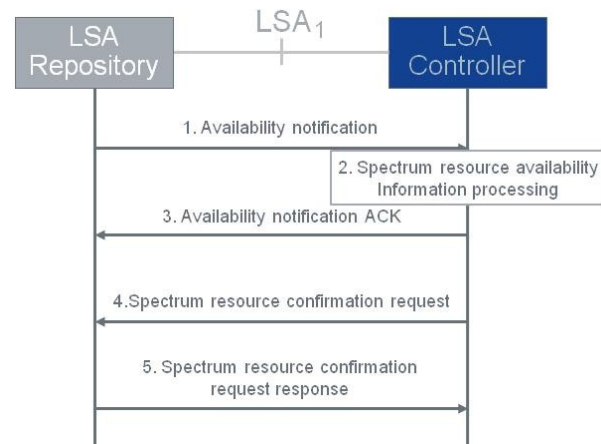 LSA
Repository
LSA₁
LSA
Controller
1. Availability notification
2. Spectrum resource availability
Information processing
3. Availability notification ACK
4.Spectrum resource confirmation request
5. Spectrum resource confirmation
request response